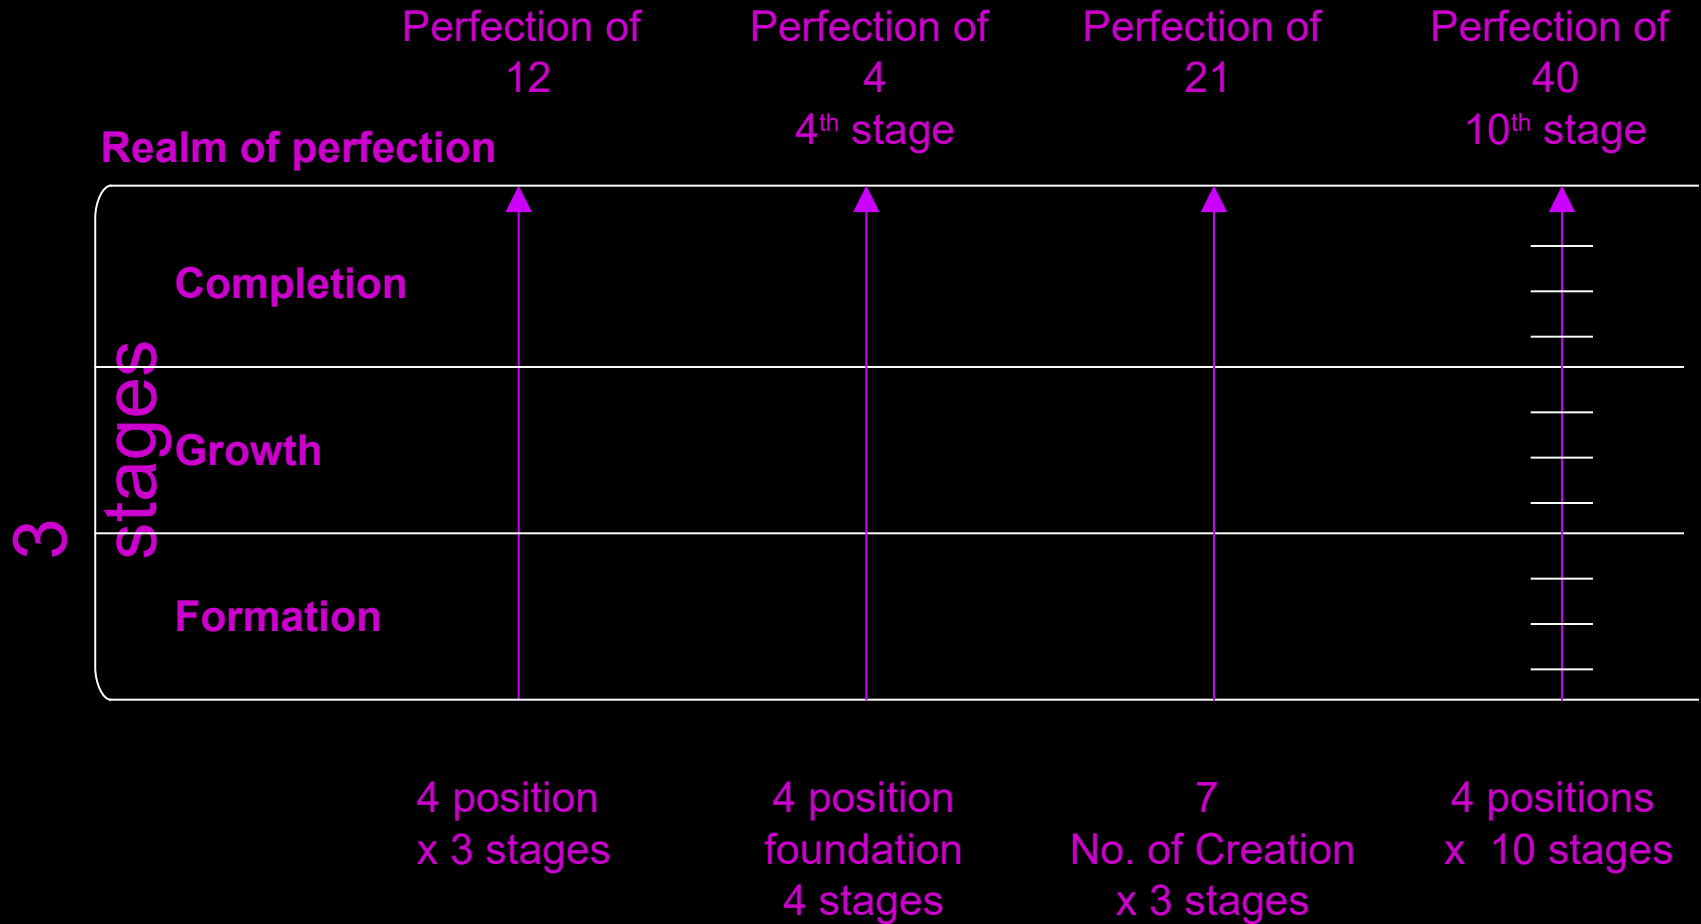 Perfection of
12
Perfection of
4
4th stage
Perfection of
21
Perfection of
40
10th stage
Realm of perfection
3
stages
Completion
Growth
Formation
4 position
x 3 stages
4 position
foundation
4 stages
7
No. of Creation
x 3 stages
4 positions
x 10 stages